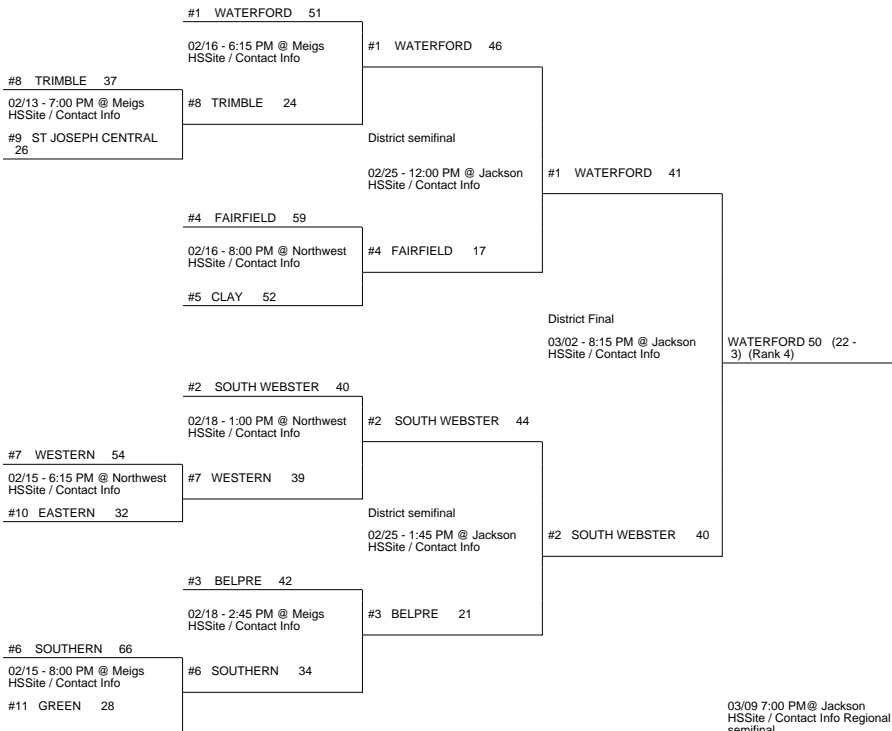 #1 WATERFORD 51
02/16 - 6:15 PM @ Meigs
HSSite / Contact Info
#1 WATERFORD 46
#8 TRIMBLE 37
02/13 - 7:00 PM @ Meigs
HSSite / Contact Info
#8 TRIMBLE 24
#9 ST JOSEPH CENTRAL
26
District semifinal
02/25 - 12:00 PM @ Jackson
HSSite / Contact Info
#1 WATERFORD 41
#4 FAIRFIELD 59
02/16 - 8:00 PM @ Northwest
HSSite / Contact Info
#4 FAIRFIELD 17
#5 CLAY 52
District Final
03/02 - 8:15 PM @ Jackson
HSSite / Contact Info
WATERFORD 50 (22 -
3) (Rank 4)
#2 SOUTH WEBSTER 40
02/18 - 1:00 PM @ Northwest
HSSite / Contact Info
#2 SOUTH WEBSTER 44
#7 WESTERN 54
02/15 - 6:15 PM @ Northwest
HSSite / Contact Info
#7 WESTERN 39
#10 EASTERN 32
District semifinal
02/25 - 1:45 PM @ Jackson
HSSite / Contact Info
#2 SOUTH WEBSTER 40
#3 BELPRE 42
02/18 - 2:45 PM @ Meigs
HSSite / Contact Info
#3 BELPRE 21
#6 SOUTHERN 66
02/15 - 8:00 PM @ Meigs
HSSite / Contact Info
#6 SOUTHERN 34
#11 GREEN 28
03/09 7:00 PM@ Jackson
HSSite / Contact Info Regional
semifinal